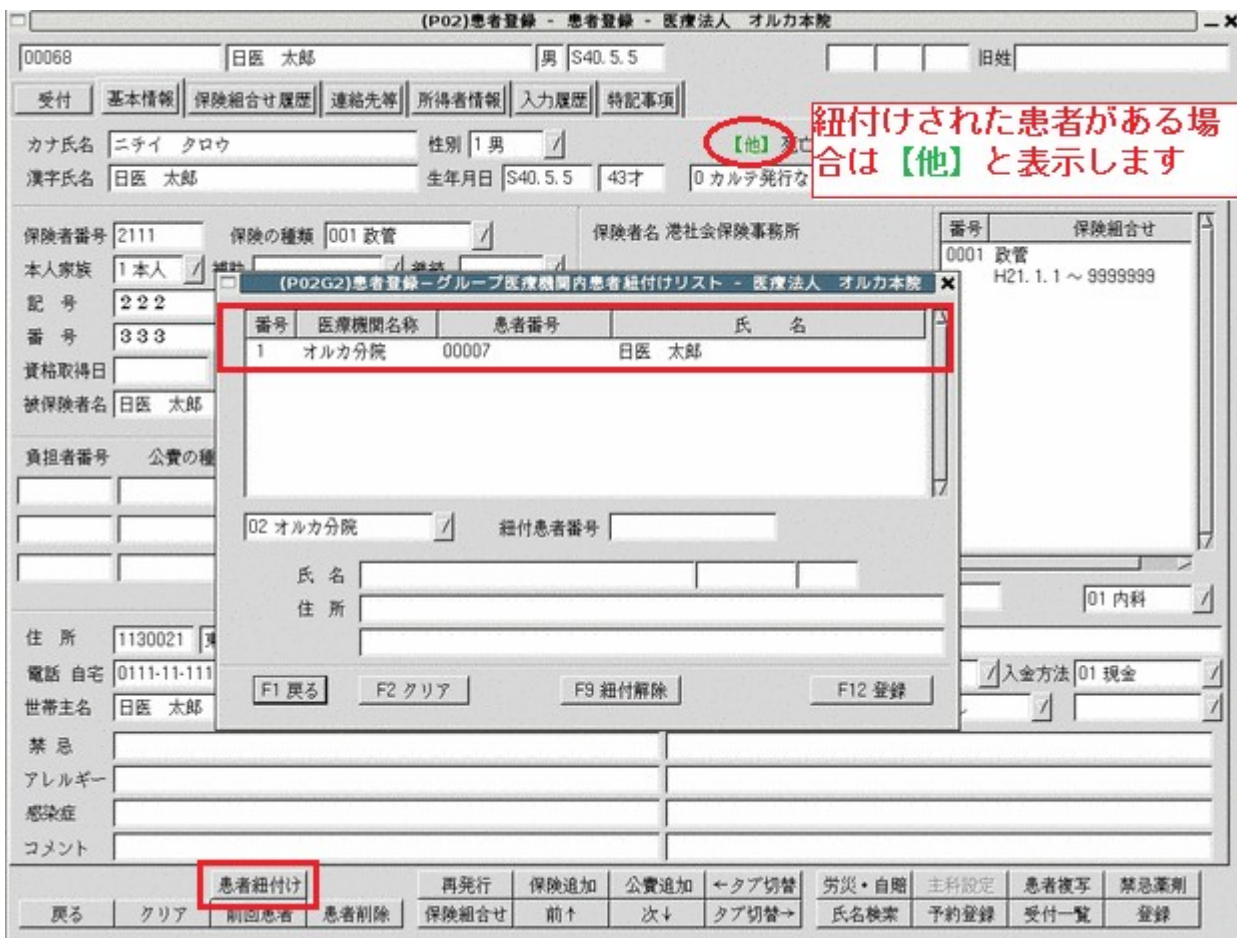 (P02)患者登録 - 患者登録 - 医療法人 オルカ本院
00068 日医 太郎 男 S40. 5. 5 旧姓
受付 基本情報 保険組合せ履歴 連絡先等 所得者情報 入力履歴 特記事項
紐付けされた患者がある場
合は【他】と表示します
カナ氏名 ニチイ タロウ 性別 1 男 【他】 死亡
漢字氏名 日医 太郎 生年月日 S40. 5. 5 43才 0 カルテ発行な
保険者番号 2111 保険の種類 001 政管 保険者名 港社会保険事務所 番号 保険組合せ
本人家族 1 本人 補助 継続 0001 政管
H21. 1. 1 ～ 9999999
記 号 222
番 号 333
資格取得日
被保険者名 日医 太郎
負担者番号 公費の種
(P02G2)患者登録－グループ医療機関内患者紐付けリスト - 医療法人 オルカ本院
番号 医療機関名称 患者番号 氏 名
1 オルカ分院 00007 日医 太郎
02 オルカ分院 紐付患者番号
氏 名
住 所
F1 戻る F2 クリア F9 紐付解除 F12 登録
01 内科
住 所 1130021
電話 自宅 0111-11-111 入金方法 01 現金
世帯主名 日医 太郎
禁 忌
アレルギー
感染症
コメント
患者紐付け 再発行 保険追加 公費追加 ←タブ切替 労災・自賠 主科設定 患者複写 禁忌薬剤
戻る クリア 前回患者 患者削除 保険組合せ 前↑ 次↓ タブ切替→ 氏名検索 予約登録 受付一覧 登録